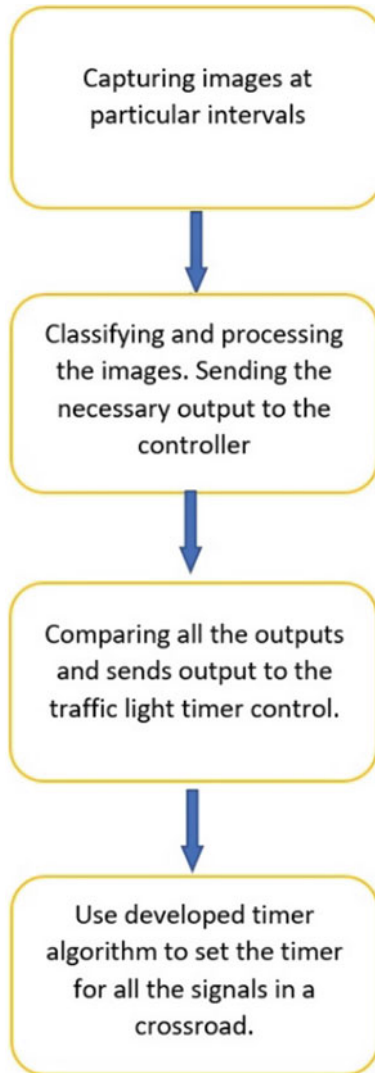 Capturing images at
particular intervals
Classifying and processing
the images. Sending the
necessary output to the
controller
Comparing all the outputs
and sends output to the
traffic light timer control.
Use developed timer
algorithm to set the timer
for all the signals in a
crossroad.